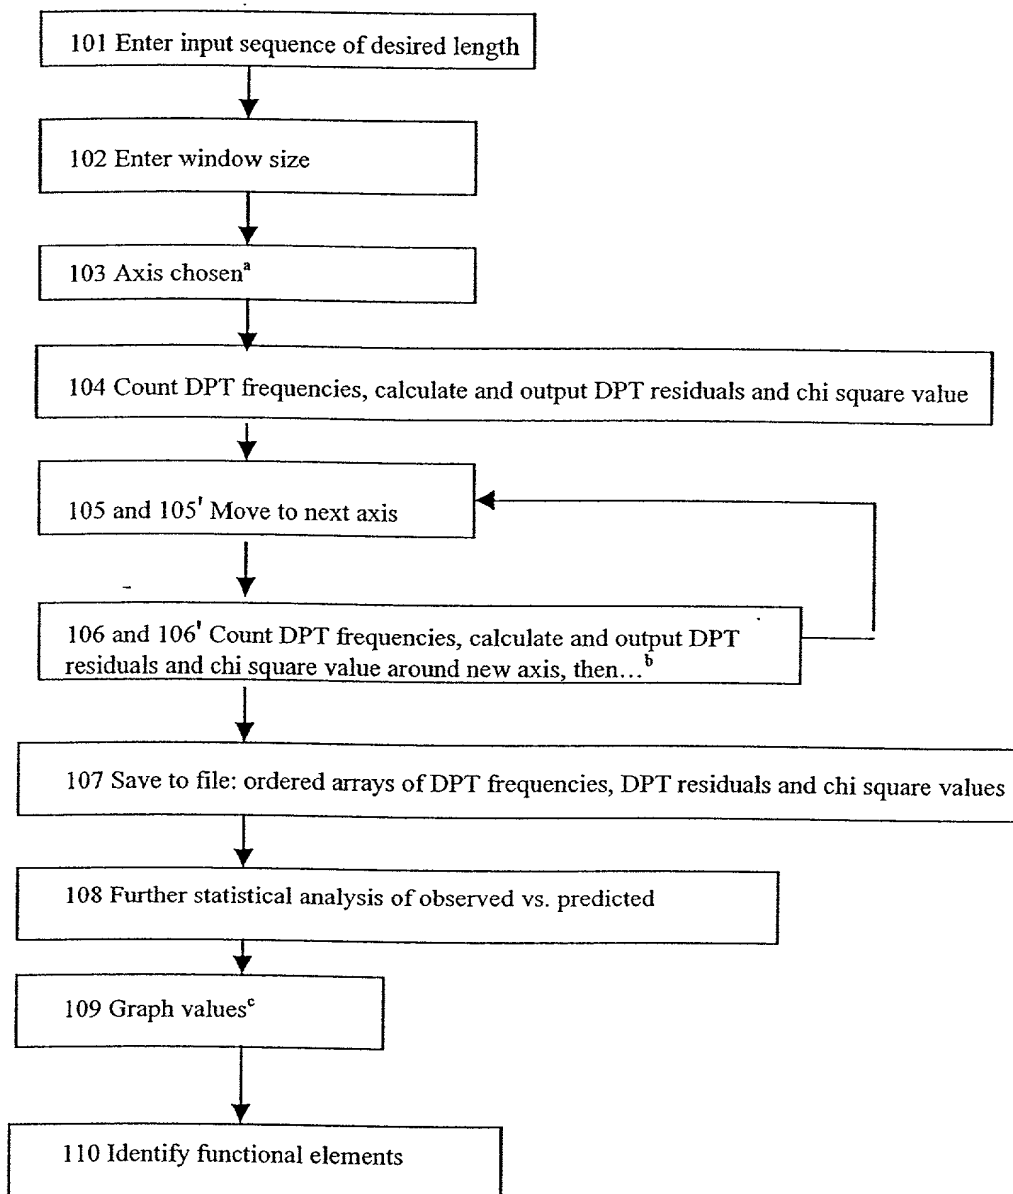 101 Enter input sequence of desired length
102 Enter window size
103 Axis chosenᵃ
104 Count DPT frequencies, calculate and output DPT residuals and chi square value
105 and 105' Move to next axis
106 and 106' Count DPT frequencies, calculate and output DPT
residuals and chi square value around new axis, then…ᵇ
107 Save to file: ordered arrays of DPT frequencies, DPT residuals and chi square values
108 Further statistical analysis of observed vs. predicted
109 Graph valuesᶜ
110 Identify functional elements